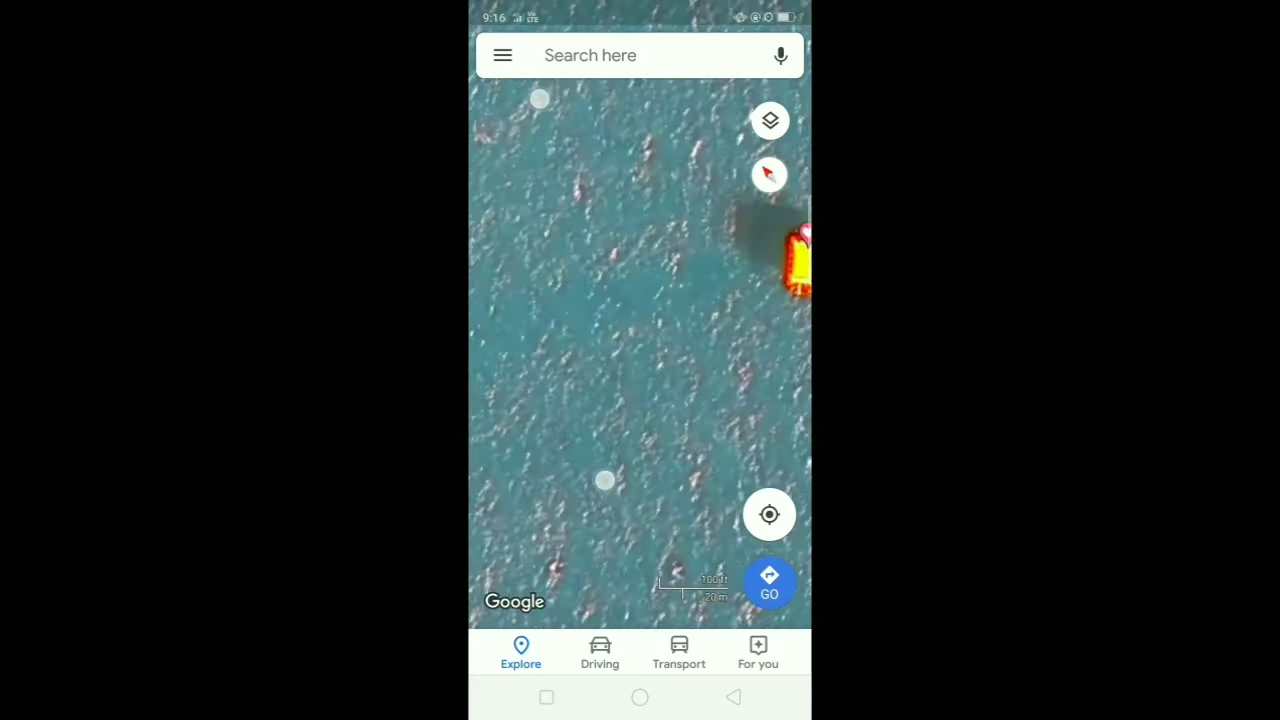 9:16
Search here
100 ft
20 m
GO
Google
Explore
Driving
Transport
For you